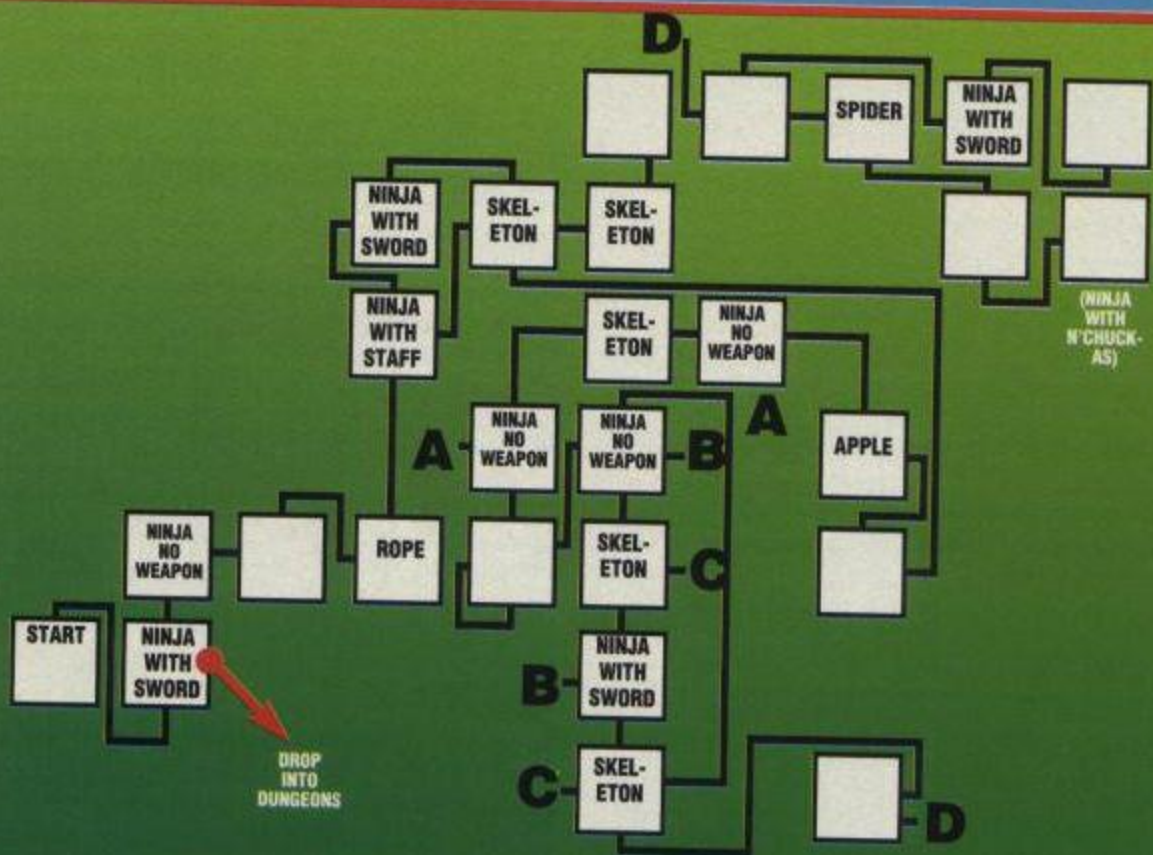 D
SPIDER
NINJA
WITH
SWORD
NINJA
WITH
SWORD
SKEL-
ETON
SKEL-
ETON
(NINJA
WITH
N'CHUCK-
AS)
NINJA
WITH
STAFF
SKEL-
ETON
NINJA
NO
WEAPON
A
A
NINJA
NO
WEAPON
NINJA
NO
WEAPON
B
APPLE
NINJA
NO
WEAPON
ROPE
SKEL-
ETON
C
START
NINJA
WITH
SWORD
NINJA
WITH
SWORD
B
DROP
INTO
DUNGEONS
SKEL-
ETON
C
D